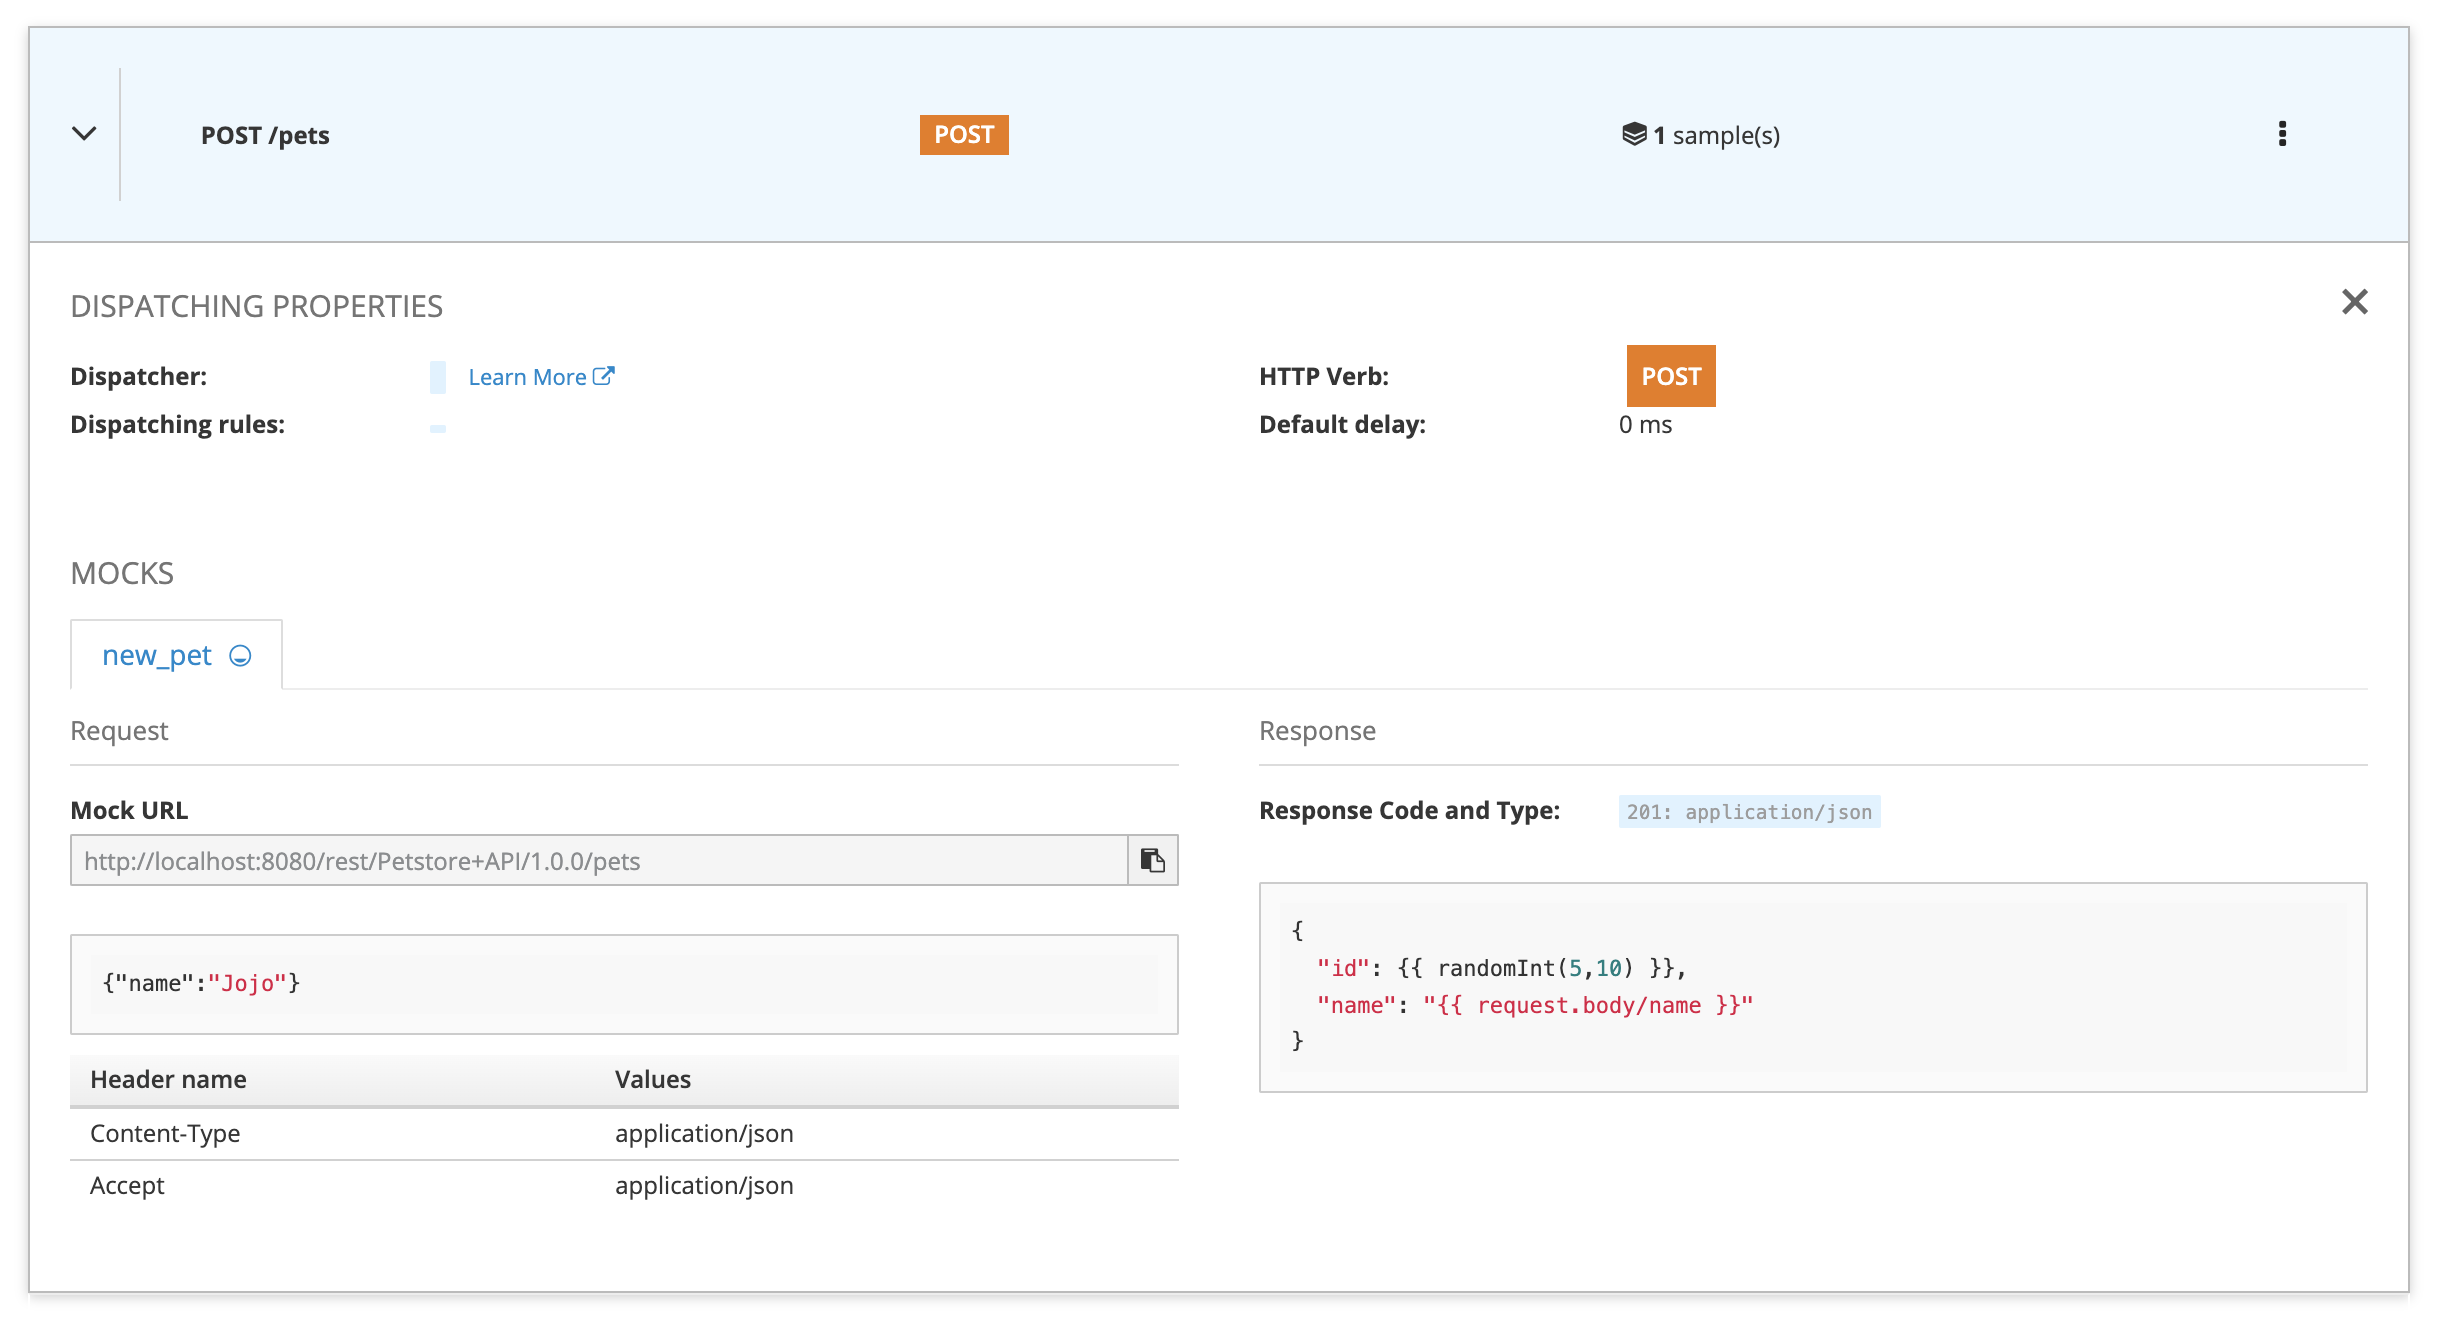 POST /pets
POST
1 sample(s)
DISPATCHING PROPERTIES
Dispatcher:
Learn More
HTTP Verb:
POST
Dispatching rules:
Default delay:
0 ms
MOCKS
new_pet
Request
Response
Mock URL
Response Code and Type:
201: application/json
http://localhost:8080/rest/Petstore+API/1.0.0/pets
{"name":"Jojo"}
{
"id": {{ randomInt(5,10) }},
"name": "{{ request.body/name }}"
}
Header name
Values
Content-Type
application/json
Accept
application/json